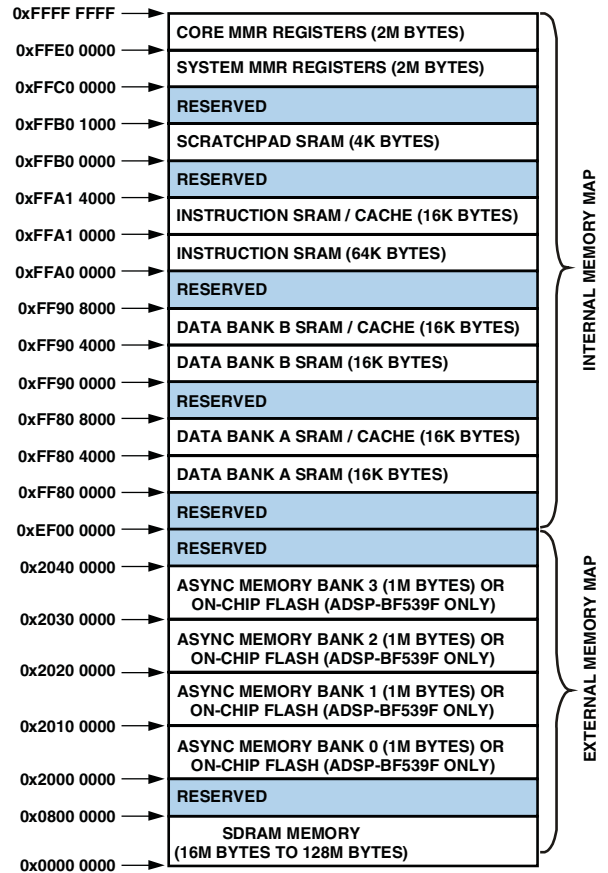 0xFFFF FFFF
CORE MMR REGISTERS (2M BYTES)
0xFFE0 0000
SYSTEM MMR REGISTERS (2M BYTES)
0xFFC0 0000
RESERVED
0xFFB0 1000
SCRATCHPAD SRAM (4K BYTES)
0xFFB0 0000
RESERVED
0xFFA1 4000
INSTRUCTION SRAM / CACHE (16K BYTES)
0xFFA1 0000
INSTRUCTION SRAM (64K BYTES)
0xFFA0 0000
RESERVED
0xFF90 8000
DATA BANK B SRAM / CACHE (16K BYTES)
0xFF90 4000
DATA BANK B SRAM (16K BYTES)
0xFF90 0000
RESERVED
0xFF80 8000
DATA BANK A SRAM / CACHE (16K BYTES)
0xFF80 4000
DATA BANK A SRAM (16K BYTES)
0xFF80 0000
RESERVED
0xEF00 0000
RESERVED
0x2040 0000
ASYNC MEMORY BANK 3 (1M BYTES) OR
ON-CHIP FLASH (ADSP-BF539F ONLY)
0x2030 0000
ASYNC MEMORY BANK 2 (1M BYTES) OR
ON-CHIP FLASH (ADSP-BF539F ONLY)
0x2020 0000
ASYNC MEMORY BANK 1 (1M BYTES) OR
ON-CHIP FLASH (ADSP-BF539F ONLY)
0x2010 0000
ASYNC MEMORY BANK 0 (1M BYTES) OR
ON-CHIP FLASH (ADSP-BF539F ONLY)
0x2000 0000
RESERVED
0x0800 0000
SDRAM MEMORY
(16M BYTES TO 128M BYTES)
0x0000 0000
INTERNAL MEMORY MAP
EXTERNAL MEMORY MAP